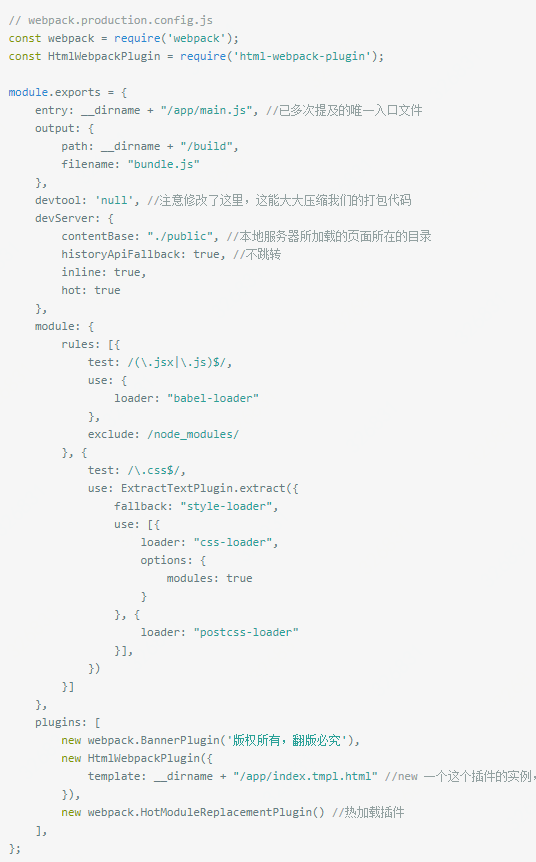 // webpack.production.config.js
const webpack = require('webpack');
const HtmlWebpackPlugin = require('html-webpack-plugin');

module.exports = {
    entry: __dirname + "/app/main.js", //已多次提及的唯一入口文件
    output: {
        path: __dirname + "/build",
        filename: "bundle.js"
    },
    devtool: 'null', //注意修改了这里，这能大大压缩我们的打包代码
    devServer: {
        contentBase: "./public", //本地服务器所加载的页面所在的目录
        historyApiFallback: true, //不跳转
        inline: true,
        hot: true
    },
    module: {
        rules: [{
            test: /(\.jsx|\.js)$/,
            use: {
                loader: "babel-loader"
            },
            exclude: /node_modules/
        }, {
            test: /\.css$/,
            use: ExtractTextPlugin.extract({
                fallback: "style-loader",
                use: [{
                    loader: "css-loader",
                    options: {
                        modules: true
                    }
                }, {
                    loader: "postcss-loader"
                }],
            })
        }]
    },
    plugins: [
        new webpack.BannerPlugin('版权所有，翻版必究'),
        new HtmlWebpackPlugin({
            template: __dirname + "/app/index.tmpl.html" //new 一个这个插件的实例，
        }),
        new webpack.HotModuleReplacementPlugin() //热加载插件
    ],
};